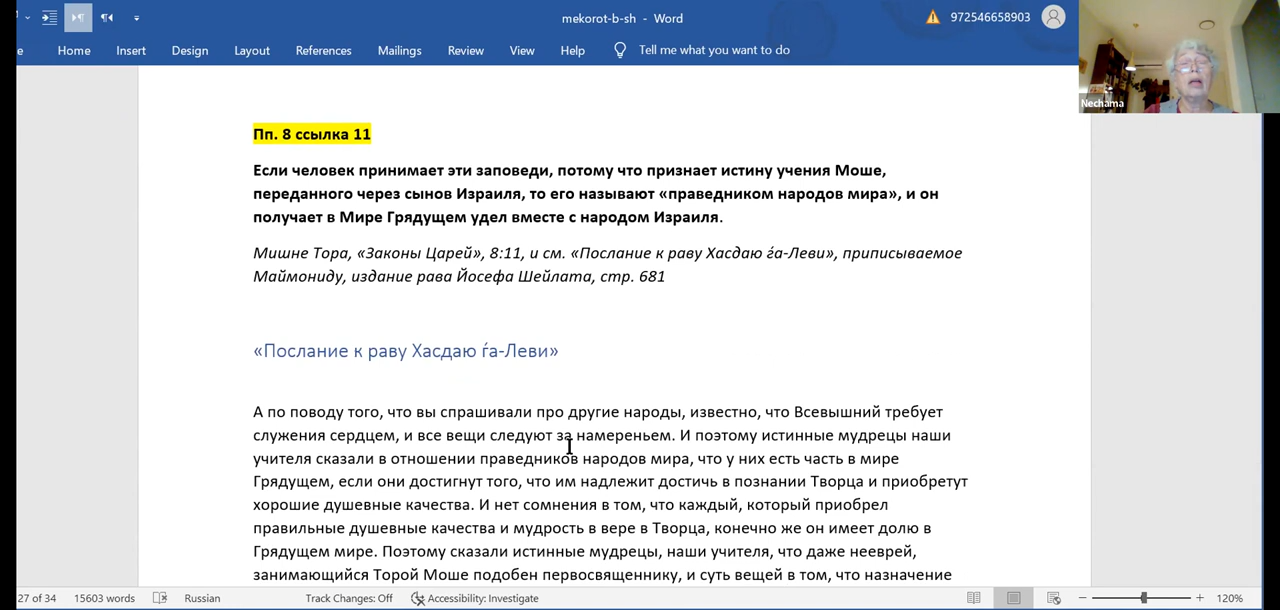 mekorot-b-sh - Word
972546658903
e Home Insert Design Layout References Mailings Review View Help Tell me what you want to do
Nechama
Пп. 8 ссылка 11
Если человек принимает эти заповеди, потому что признает истину учения Моше,
переданного через сынов Израиля, то его называют «праведником народов мира», и он
получает в Мире Грядущем удел вместе с народом Израиля.
Мишне Тора, «Законы Царей», 8:11, и см. «Послание к раву Хасдаю ѓа-Леви», приписываемое
Маймониду, издание рава Йосефа Шейлата, стр. 681
«Послание к раву Хасдаю ѓа-Леви»
А по поводу того, что вы спрашивали про другие народы, известно, что Всевышний требует
служения сердцем, и все вещи следуют за намереньем. И поэтому истинные мудрецы наши
учителя сказали в отношении праведников народов мира, что у них есть часть в мире
Грядущем, если они достигнут того, что им надлежит достичь в познании Творца и приобретут
хорошие душевные качества. И нет сомнения в том, что каждый, который приобрел
правильные душевные качества и мудрость в вере в Творца, конечно же он имеет долю в
Грядущем мире. Поэтому сказали истинные мудрецы, наши учителя, что даже нееврей,
занимающийся Торой Моше подобен первосвященнику, и суть вещей в том, что назначение
27 of 34 15603 words Russian Track Changes: Off Accessibility: Investigate 120%